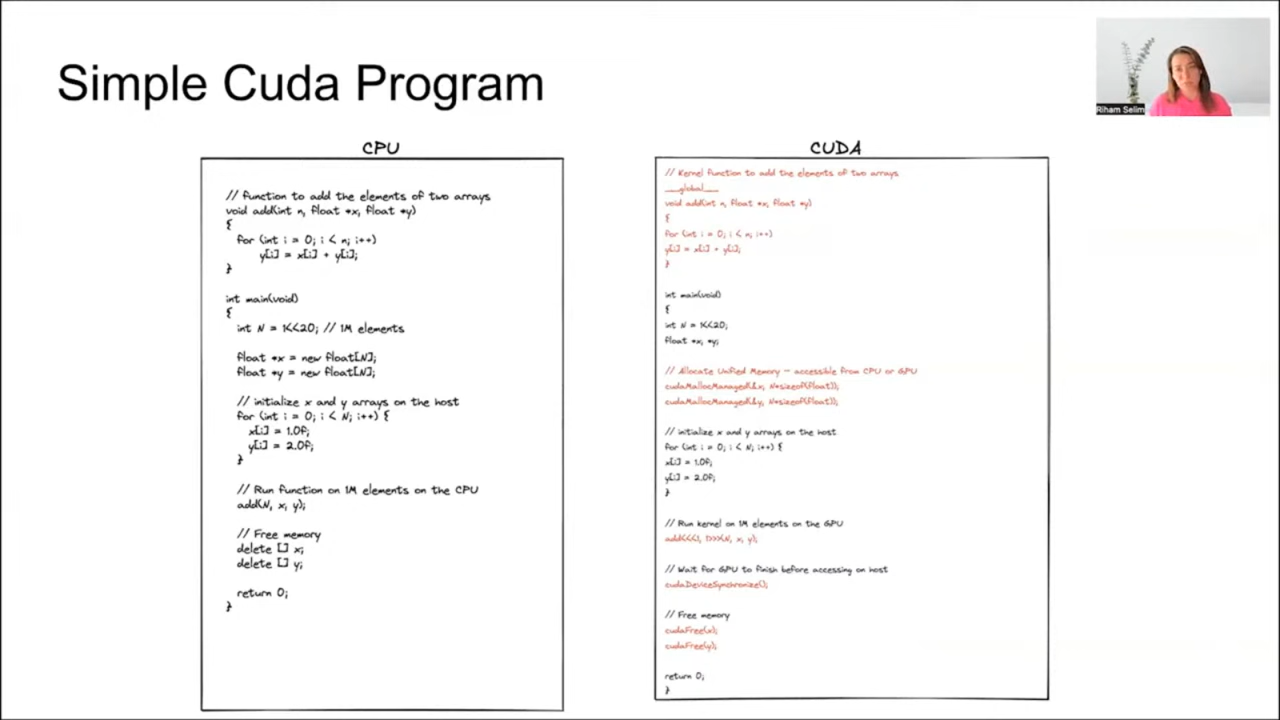 Simple Cuda Program
Riham Selim
CPU
// function to add the elements of two arrays
void add(int n, float *x, float *y)
{
for (int i = 0; i < n; i++)
y[i] = x[i] + y[i];
}
int main(void)
{
int N = 1<<20; // 1M elements
float *x = new float[N];
float *y = new float[N];
// initialize x and y arrays on the host
for (int i = 0; i < N; i++) {
x[i] = 1.0f;
y[i] = 2.0f;
}
// Run function on 1M elements on the CPU
add(N, x, y);
// Free memory
delete [] x;
delete [] y;
return 0;
}
CUDA
// Kernel function to add the elements of two arrays
__global__
void add(int n, float *x, float *y)
{
for (int i = 0; i < n; i++)
y[i] = x[i] + y[i];
}
int main(void)
{
int N = 1<<20;
float *x, *y;
// Allocate Unified Memory – accessible from CPU or GPU
cudaMallocManaged(&x, N*sizeof(float));
cudaMallocManaged(&y, N*sizeof(float));
// initialize x and y arrays on the host
for (int i = 0; i < N; i++) {
x[i] = 1.0f;
y[i] = 2.0f;
}
// Run kernel on 1M elements on the GPU
add<<<1, 1>>>(N, x, y);
// Wait for GPU to finish before accessing on host
cudaDeviceSynchronize();
// Free memory
cudaFree(x);
cudaFree(y);
return 0;
}